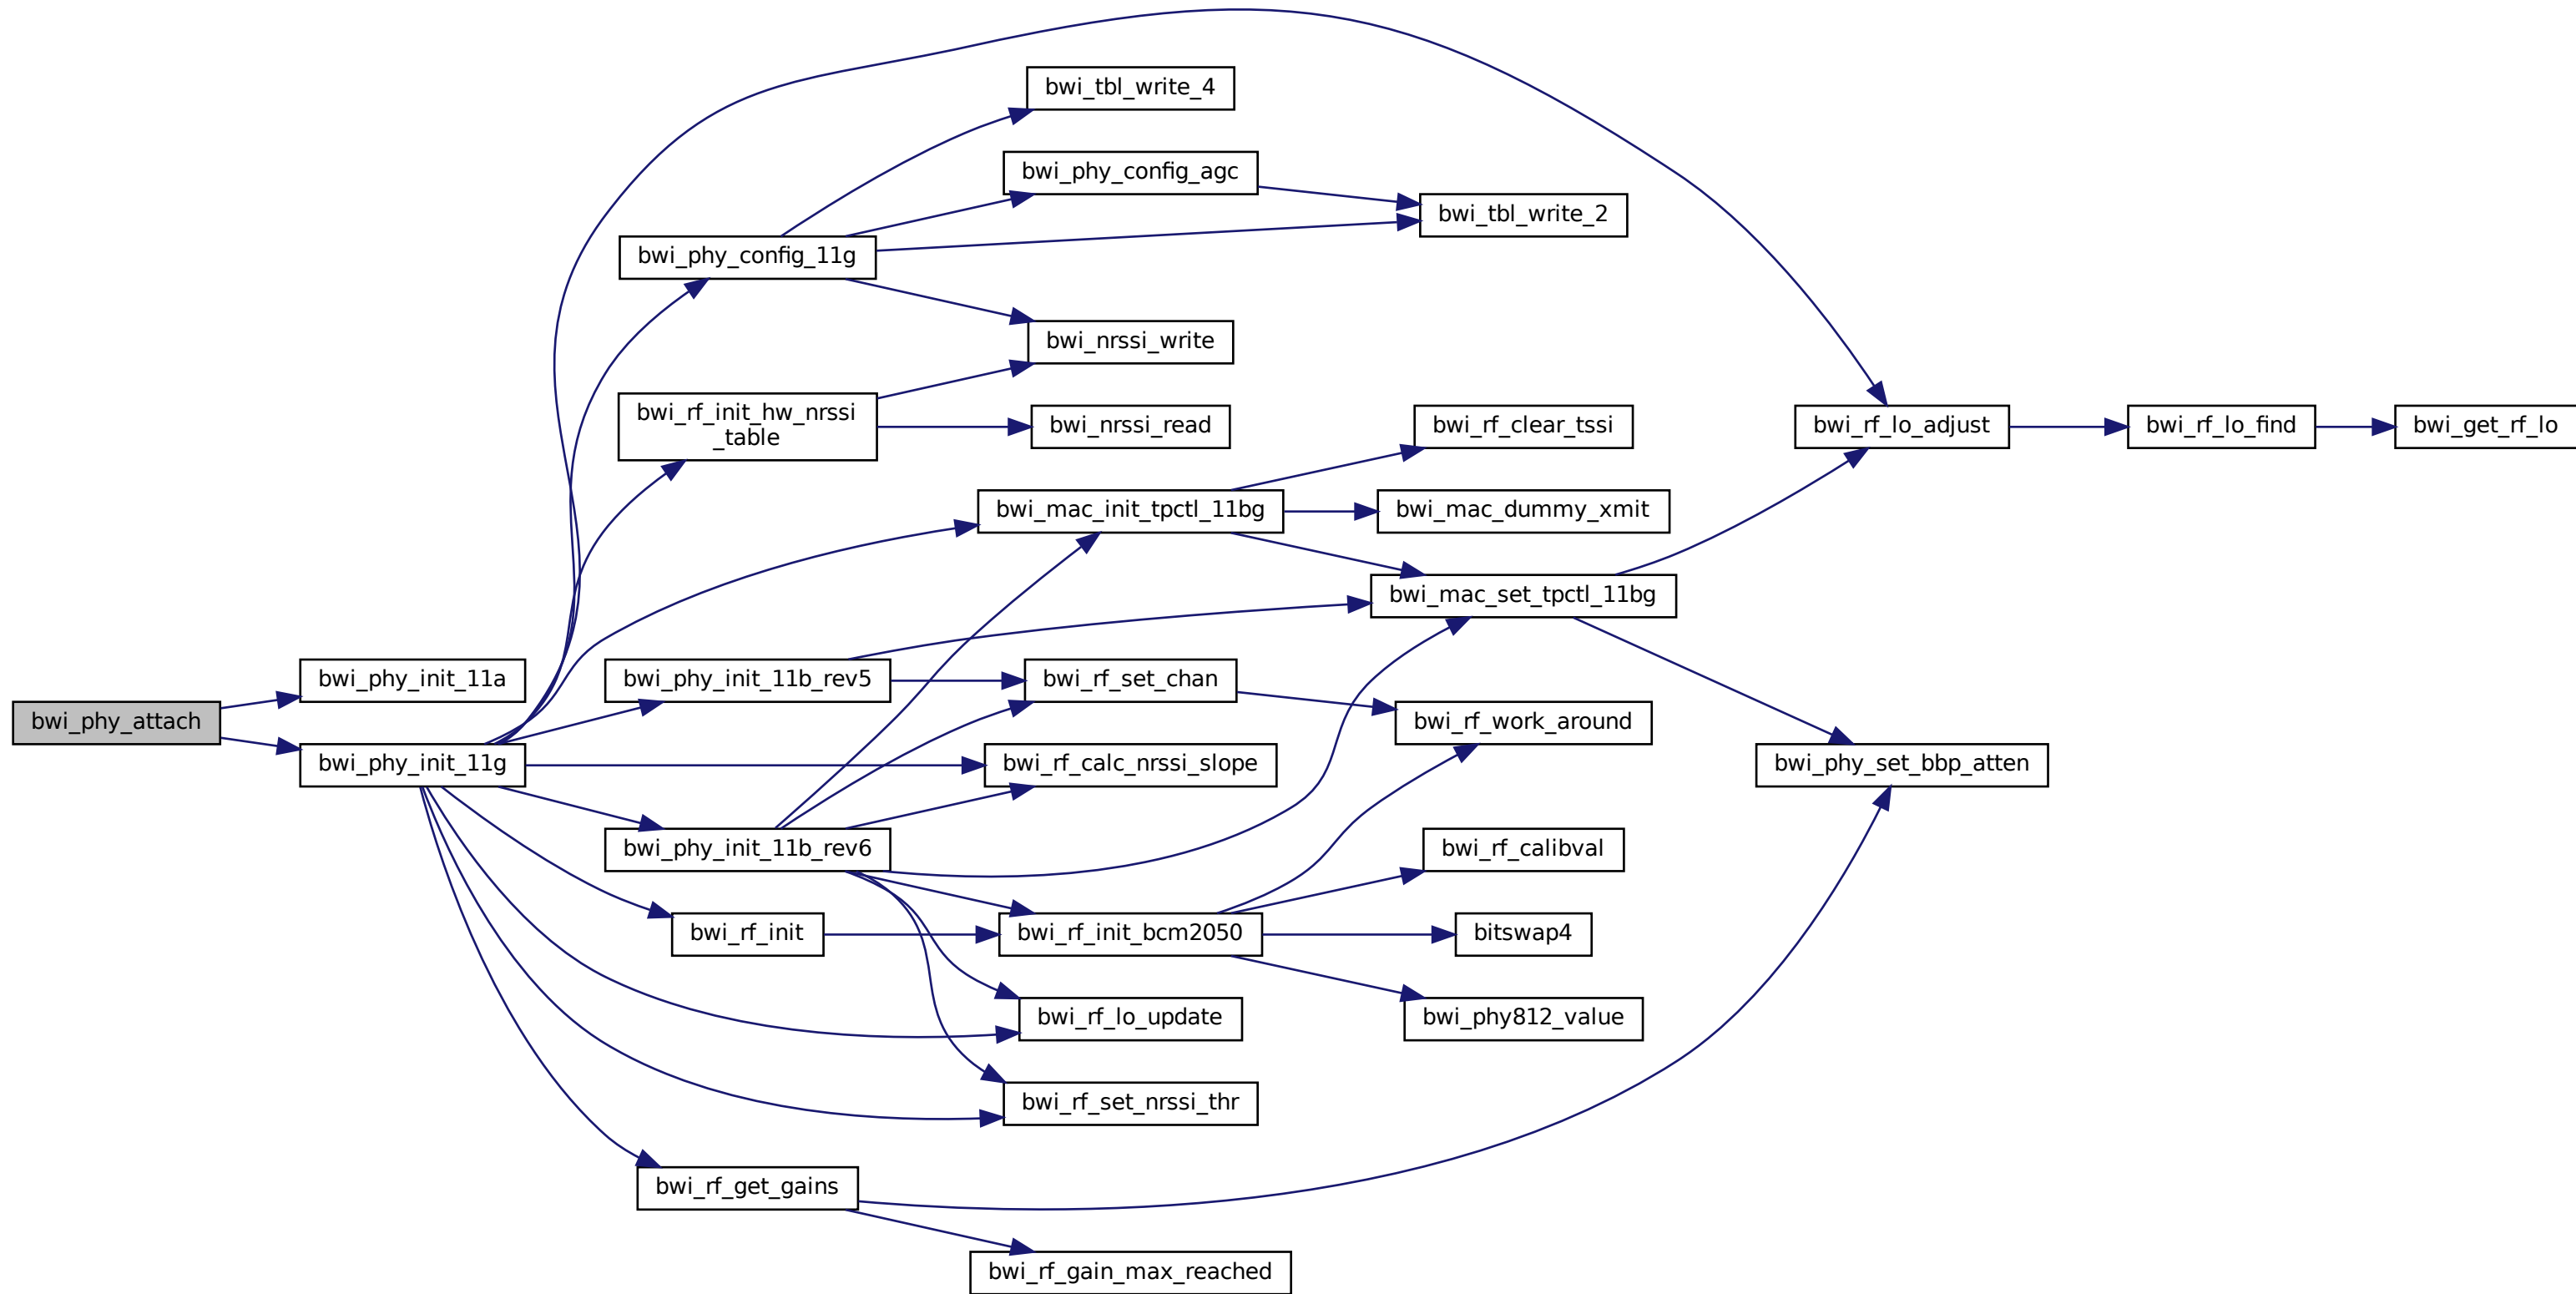 bwi_tbl_write_4
bwi_phy_config_agc
bwi_tbl_write_2
bwi_phy_config_11g
bwi_nrssi_write
bwi_rf_init_hw_nrssi
_table
bwi_nrssi_read
bwi_rf_clear_tssi
bwi_rf_lo_adjust
bwi_rf_lo_find
bwi_get_rf_lo
bwi_mac_init_tpctl_11bg
bwi_mac_dummy_xmit
bwi_mac_set_tpctl_11bg
bwi_phy_init_11a
bwi_phy_init_11b_rev5
bwi_rf_set_chan
bwi_phy_attach
bwi_rf_work_around
bwi_phy_init_11g
bwi_rf_calc_nrssi_slope
bwi_phy_set_bbp_atten
bwi_phy_init_11b_rev6
bwi_rf_calibval
bwi_rf_init
bwi_rf_init_bcm2050
bitswap4
bwi_rf_lo_update
bwi_phy812_value
bwi_rf_set_nrssi_thr
bwi_rf_get_gains
bwi_rf_gain_max_reached